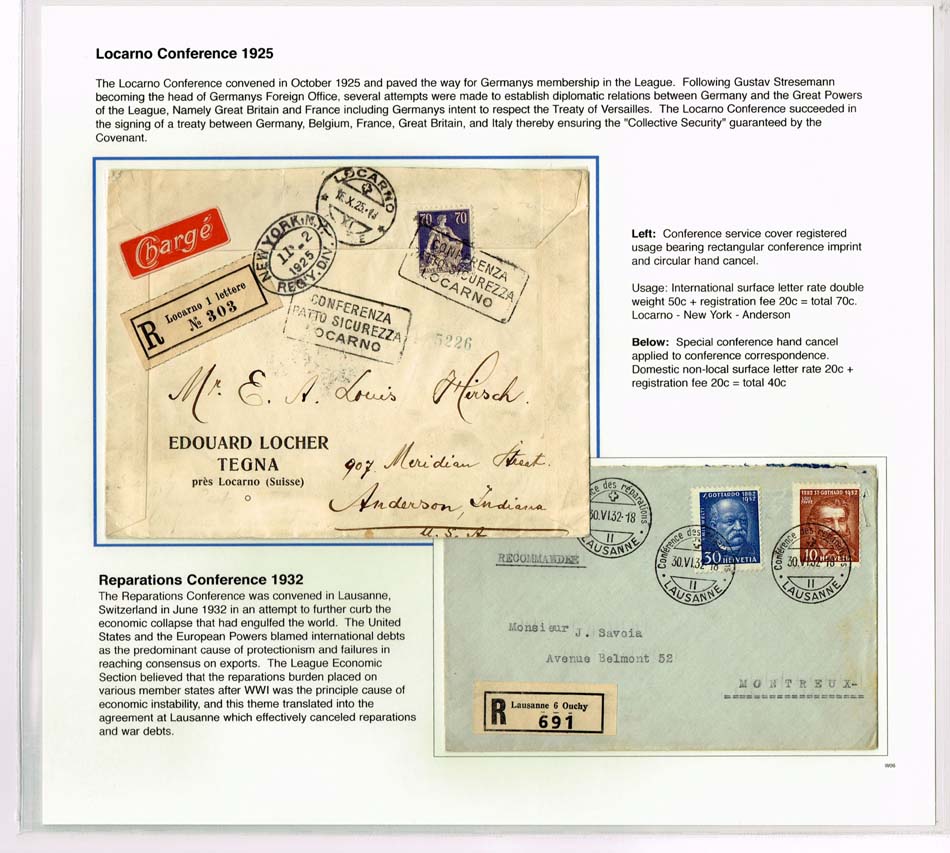 Locarno Conference 1925
The Locarno Conference convened in October 1925 and paved the way for Germanys membership in the League. Following Gustav Stresemann
becoming the head of Germanys Foreign Office, several attempts were made to establish diplomatic relations between Germany and the Great Powers
of the League, Namely Great Britain and France including Germanys intent to respect the Treaty of Versailles. The Locarno Conference succeeded in
the signing of a treaty between Germany, Belgium, France, Great Britain, and Italy thereby ensuring the "Collective Security" guaranteed by the
Covenant.
LOCARNO
XI
Chargé
NEW YORK, N.Y.
11-2
1925
REG'Y. DIV.
70 70
CONFERENZA
PATTO SICUREZZA
LOCARNO
R
Locarno 1 lettere
№ 303
CONFERENZA
PATTO SICUREZZA
LOCARNO
5226
Mr. E. A. Louis Hirsch.
EDOUARD LOCHER
TEGNA
près Locarno (Suisse)
907 Meridian Street.
Anderson, Indiana
U.S.A
Left: Conference service cover registered
usage bearing rectangular conference imprint
and circular hand cancel.
Usage: International surface letter rate double
weight 50c + registration fee 20c = total 70c.
Locarno - New York - Anderson
Below: Special conference hand cancel
applied to conference correspondence.
Domestic non-local surface letter rate 20c +
registration fee 20c = total 40c
Reparations Conference 1932
The Reparations Conference was convened in Lausanne,
Switzerland in June 1932 in an attempt to further curb the
economic collapse that had engulfed the world. The United
States and the European Powers blamed international debts
as the predominant cause of protectionism and failures in
reaching consensus on exports. The League Economic
Section believed that the reparations burden placed on
various member states after WWI was the principle cause of
economic instability, and this theme translated into the
agreement at Lausanne which effectively canceled reparations
and war debts.
des réparations
30.VI.32-18
II
LAUSANNE
S. GOTTARDO 1882
1932
30 HELVETIA
Conférence des
30.VI.32-18
II
LAUSANNE
1882 ST-GOTHARD 1932
10 HELVETIA
Conférence des réparations
30.VI.32-18
II
LAUSANNE
RECOMMANDEE
Monsieur J. Savoia
Avenue Belmont 52
MONTREUX-
R
Lausanne 6 Ouchy
691
W06